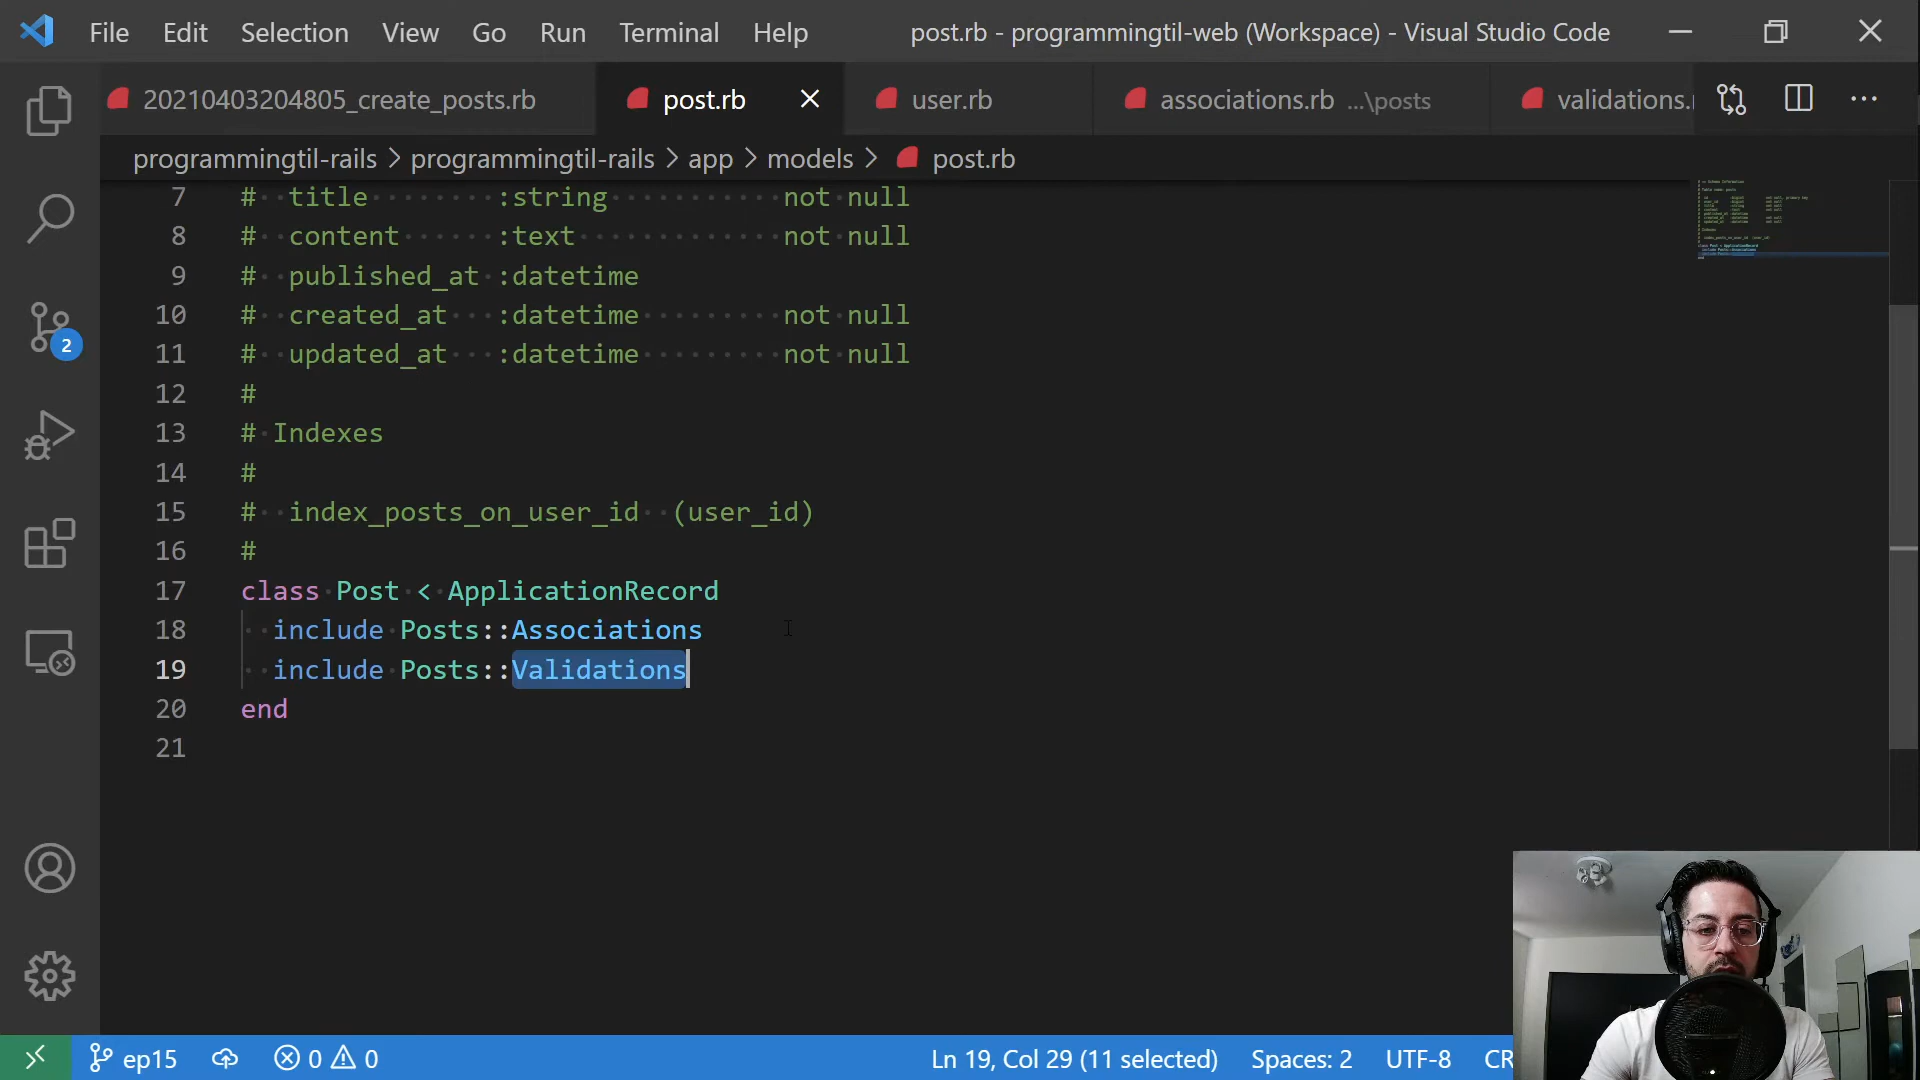 File Edit Selection View Go Run Terminal Help post.rb - programmingtil-web (Workspace) - Visual Studio Code
20210403204805_create_posts.rb post.rb user.rb associations.rb ...\posts validations.
programmingtil-rails > programmingtil-rails > app > models > post.rb
7 # title :string not null
8 # content :text not null
9 # published_at :datetime
10 # created_at :datetime not null
11 # updated_at :datetime not null
12 #
13 # Indexes
14 #
15 # index_posts_on_user_id (user_id)
16 #
17 class Post < ApplicationRecord
18 include Posts::Associations
19 include Posts::Validations
20 end
21
2
ep15 0 0 Ln 19, Col 29 (11 selected) Spaces: 2 UTF-8 CR